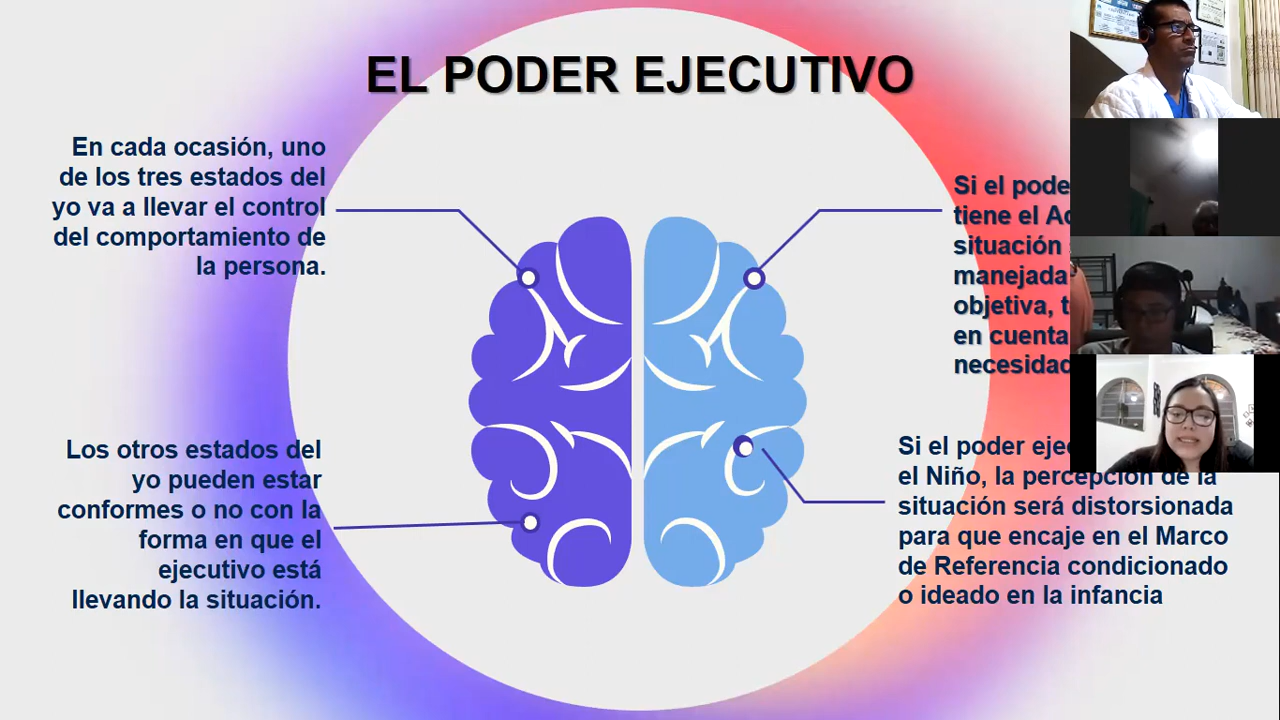 EL PODER EJECUTIVO
En cada ocasión, uno
de los tres estados del
yo va a llevar el control
del comportamiento de
la persona.
Los otros estados del
yo pueden estar
conformes o no con la
forma en que el
ejecutivo está
llevando la situación.
Si el
tiene el
situación
manejada
objetiva,
en cuenta
Si el poder
el Niño, la percepción de la
situación será distorsionada
para que encaje en el Marco
de Referencia condicionado
o ideado en la infancia